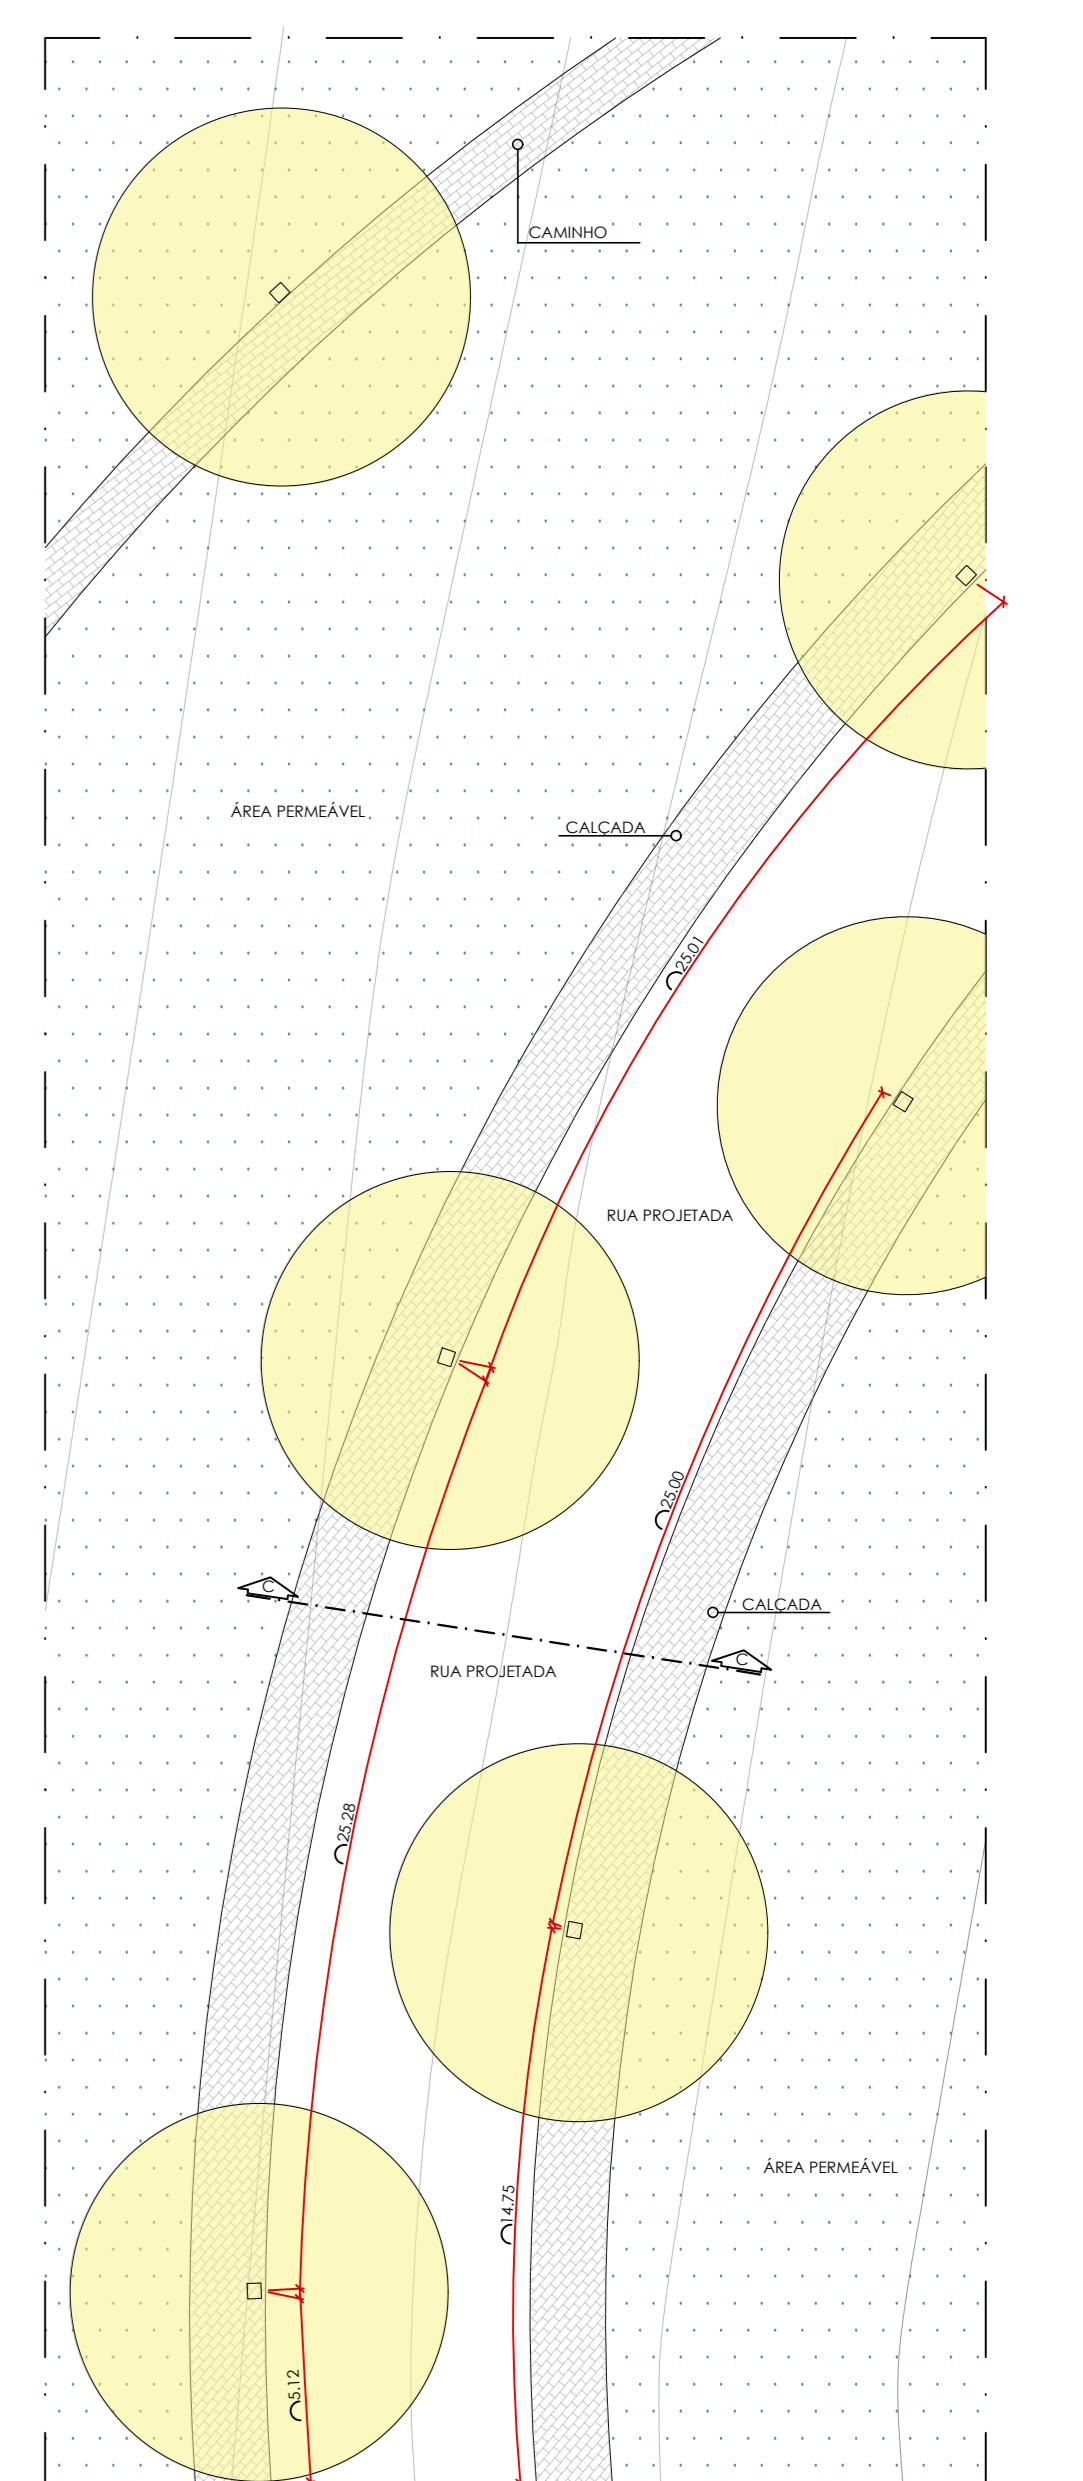 CAMINHO
ÁREA PERMEÁVEL
CALÇADA
25.01
RUA PROJETADA
25.00
C
CALÇADA
C
RUA PROJETADA
25.28
ÁREA PERMEÁVEL
14.75
5.12